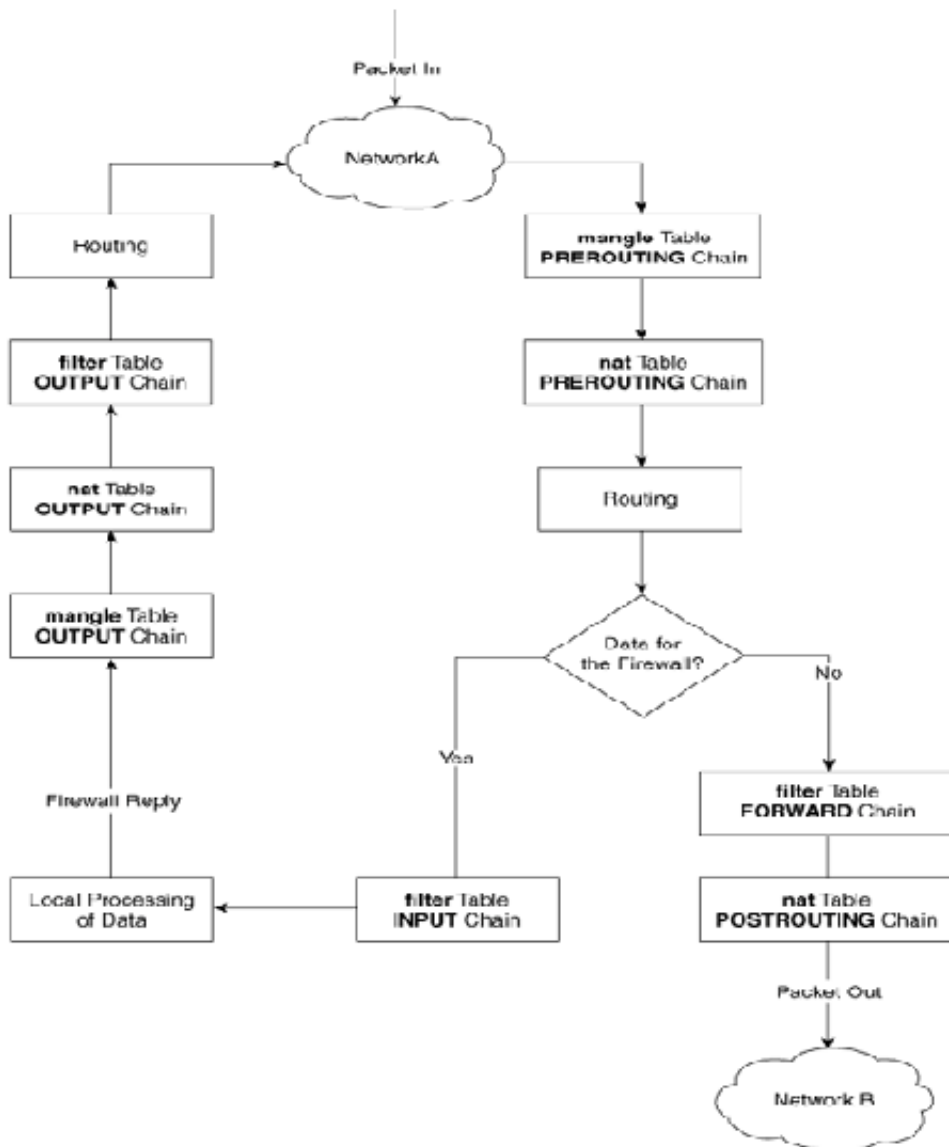 Packet In
NetworkA
mangle Table
PREROUTING Chain
nat Table
PREROUTING Chain
Routing
Data for
the Firewall?
No
Yes
filter Table
FORWARD Chain
nat Table
POSTROUTING Chain
Packet Out
Network B
filter Table
INPUT Chain
Local Processing
of Data
Firewall Reply
mangle Table
OUTPUT Chain
nat Table
OUTPUT Chain
filter Table
OUTPUT Chain
Routing